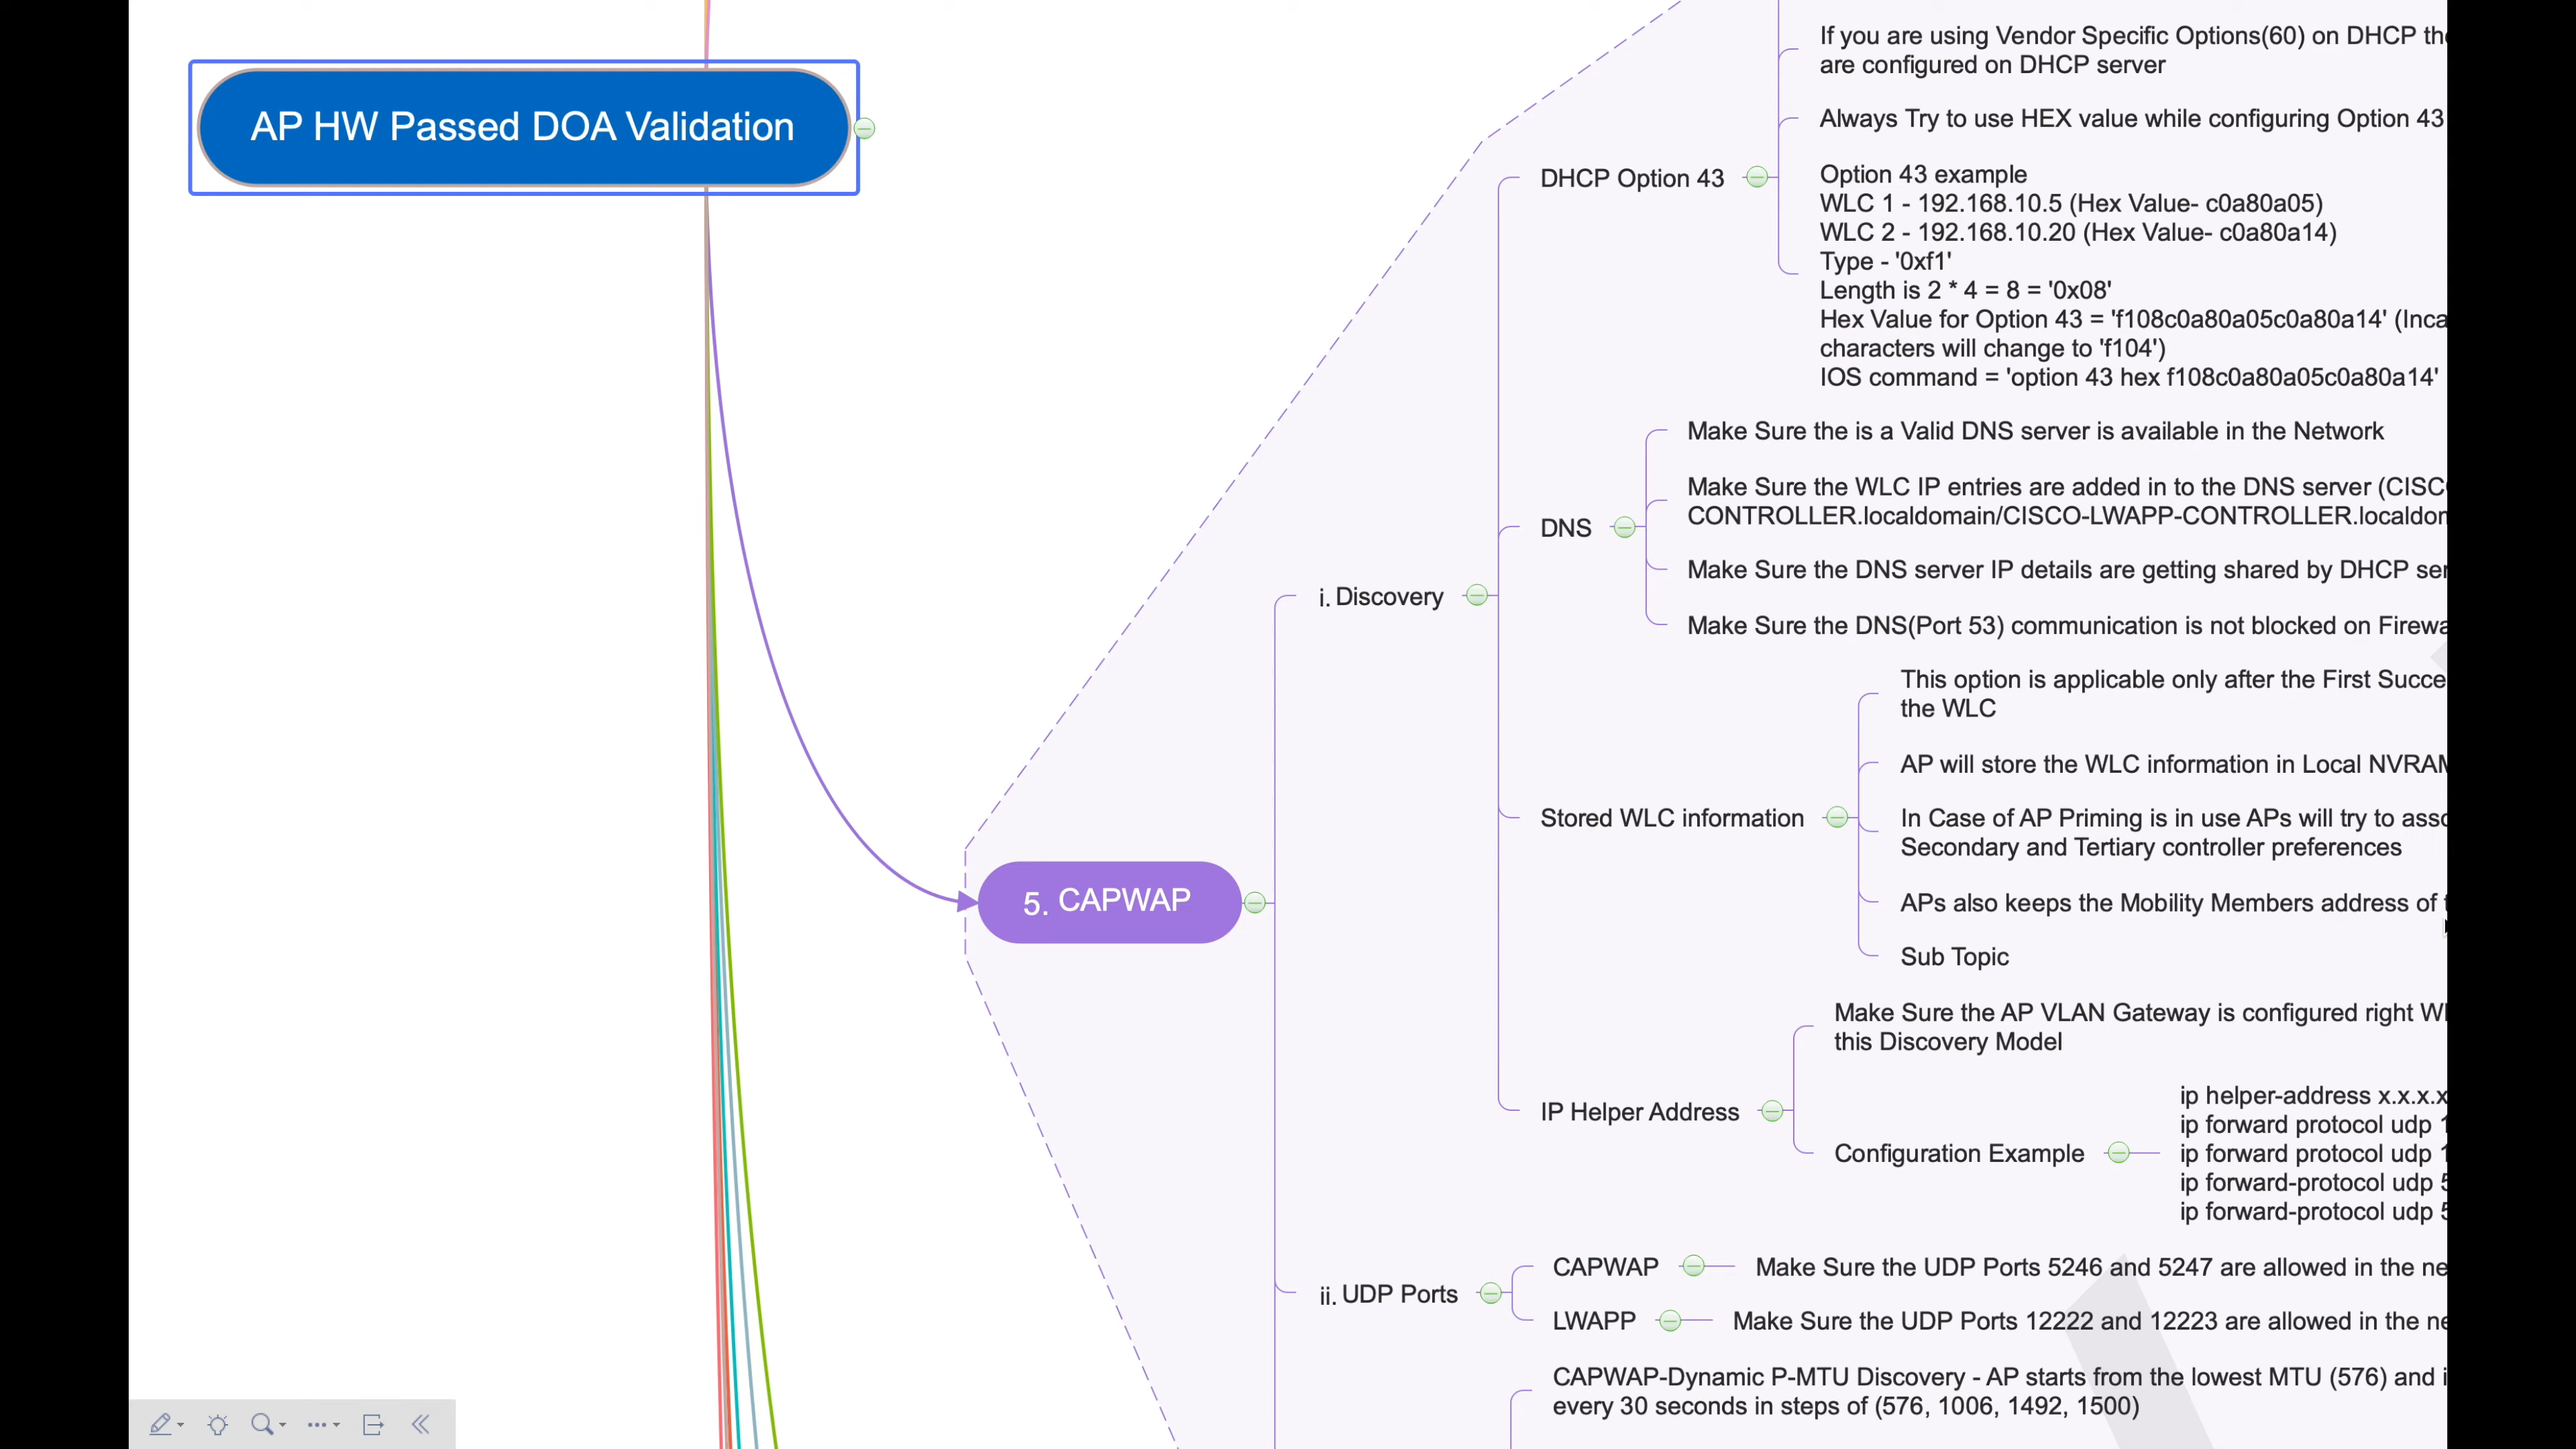 AP HW Passed DOA Validation
If you are using Vendor Specific Options(60) on DHCP
are configured on DHCP server
Always Try to use HEX value while configuring Option 43
DHCP Option 43
Option 43 example
WLC 1 - 192.168.10.5 (Hex Value- c0a80a05)
WLC 2 - 192.168.10.20 (Hex Value- c0a80a14)
Type - '0xf1'
Length is 2 * 4 = 8 = '0x08'
Hex Value for Option 43 = 'f108c0a80a05c0a80a14'
characters will change to 'f104')
IOS command = 'option 43 hex f108c0a80a05c0a80a14'
Make Sure the is a Valid DNS server is available in the Network
Make Sure the WLC IP entries are added in to the DNS server
CONTROLLER.localdomain/CISCO-LWAPP-CONTROLLER.
DNS
Make Sure the DNS server IP details are getting shared by DHCP
Make Sure the DNS(Port 53) communication is not blocked on
i. Discovery
This option is applicable only after the First
the WLC
AP will store the WLC information in Local
In Case of AP Priming is in use APs will try to
Secondary and Tertiary controller preferences
Stored WLC information
APs also keeps the Mobility Members address of
Sub Topic
5. CAPWAP
Make Sure the AP VLAN Gateway is configured right
this Discovery Model
IP Helper Address
Configuration Example
ip helper-address x.x.x.x
ip forward protocol udp
ip forward protocol udp
ip forward-protocol udp
ip forward-protocol udp
ii. UDP Ports
CAPWAP
Make Sure the UDP Ports 5246 and 5247 are allowed in the
LWAPP
Make Sure the UDP Ports 12222 and 12223 are allowed in the
CAPWAP-Dynamic P-MTU Discovery - AP starts from the lowest MTU (576) and
every 30 seconds in steps of (576, 1006, 1492, 1500)